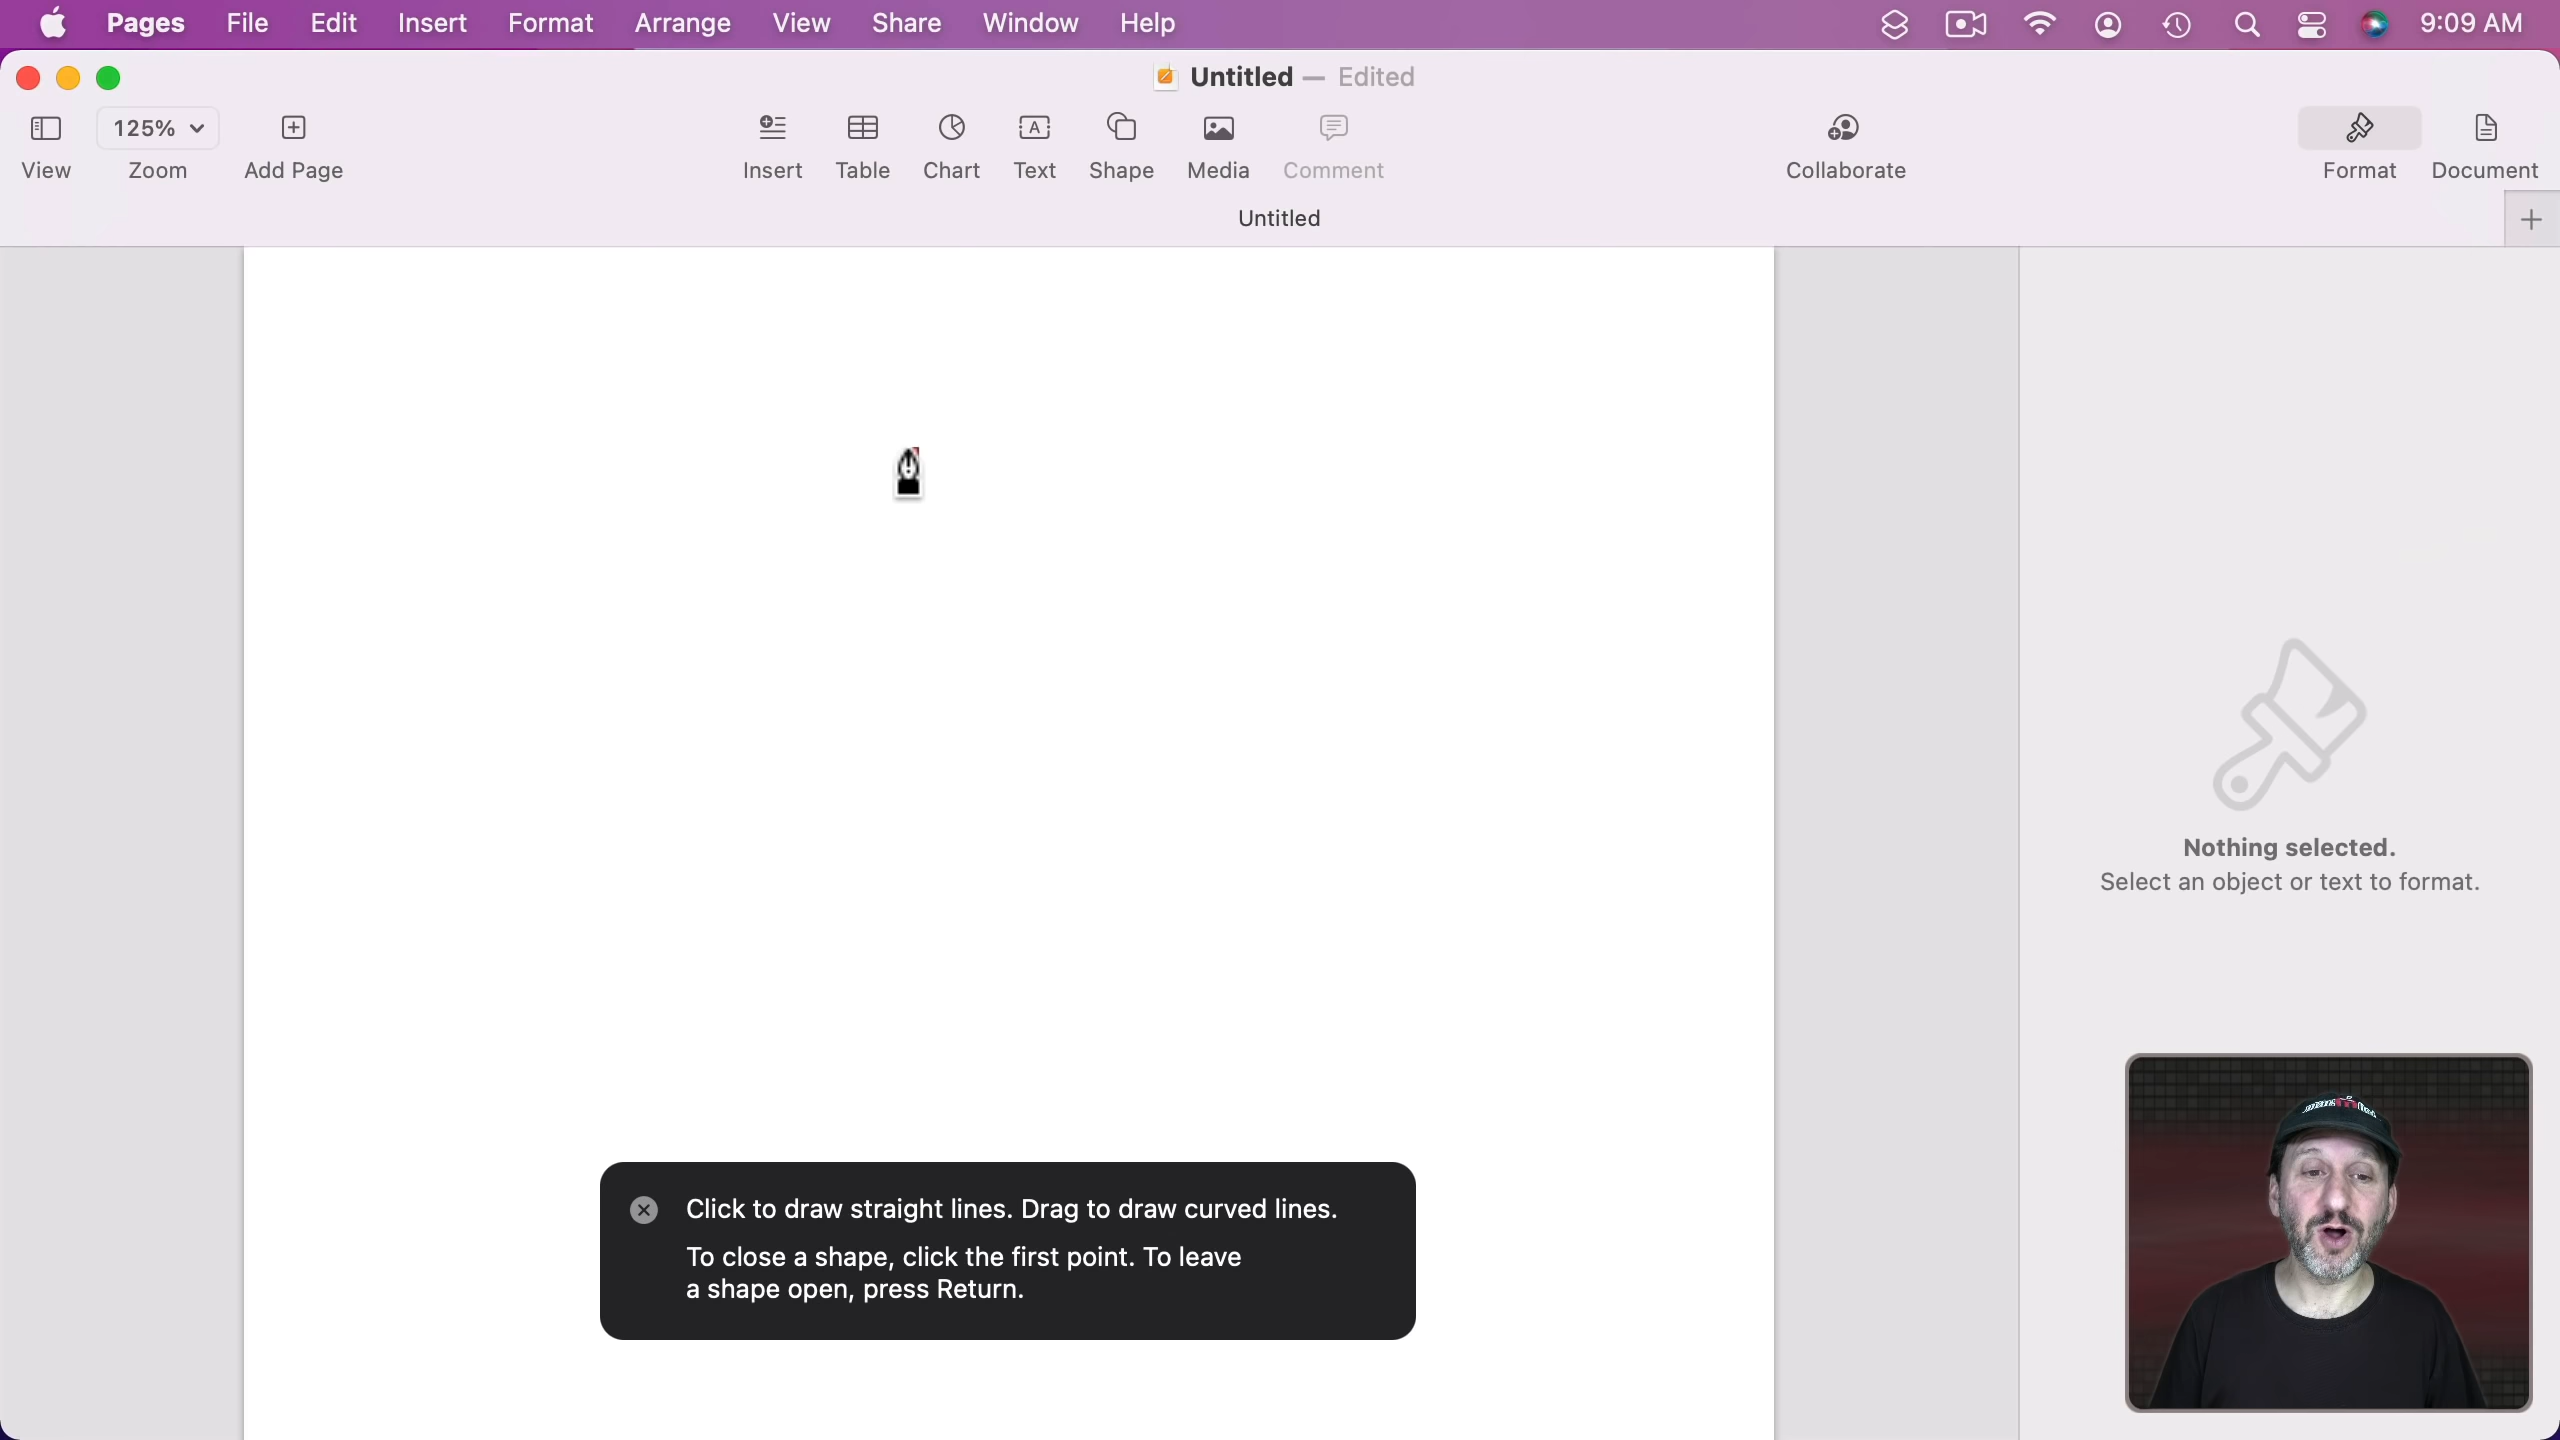 Pages File Edit Insert Format Arrange View Share Window Help 9:09 AM
Untitled — Edited
125%
View Zoom Add Page Insert Table Chart Text Shape Media Comment Collaborate Format Document
Untitled
Nothing selected.
Select an object or text to format.
Click to draw straight lines. Drag to draw curved lines.
To close a shape, click the first point. To leave
a shape open, press Return.